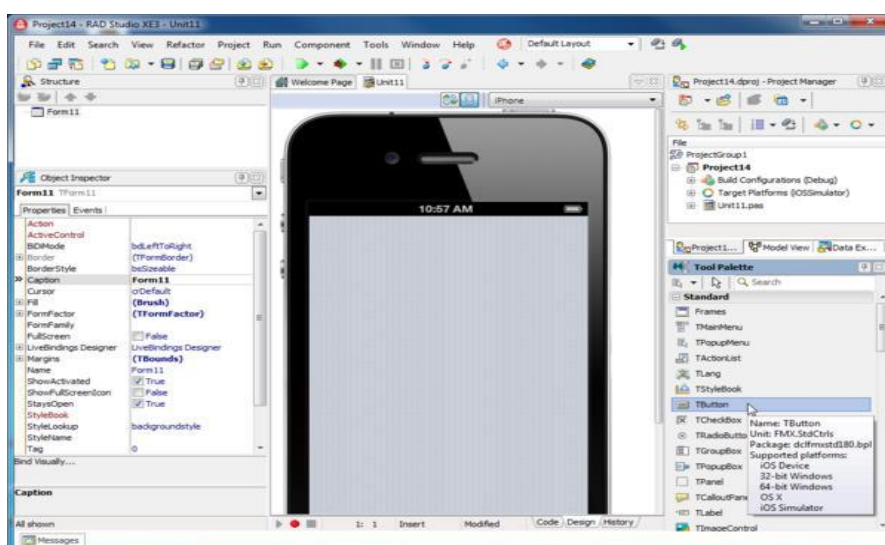 Project14 - RAD Studio XE3 - Unit11
File Edit Search View Refactor Project Run Component Tools Window Help
Default Layout
Structure
Form11
Object Inspector
Form11 TForm11
Properties Events
Action
ActiveControl
BiDiMode bdLeftToRight
Border (TFormBorder)
BorderStyle bsSizeable
Caption Form11
Cursor crDefault
Fill (Brush)
FormFactor (TFormFactor)
FormFamily
FullScreen False
LiveBindings Designer LiveBindings Designer
Margins (TBounds)
Name Form11
ShowActivated True
ShowFullScreenIcon False
StaysOpen True
StyleBook
StyleLookup backgroundstyle
StyleName
Tag 0
Bind Visually...
Caption
All shown
Messages
Welcome Page Unit11
iPhone
10:57 AM
1: 1 Insert Modified Code Design History
Project14.dproj - Project Manager
File
ProjectGroup1
Project14
Build Configurations (Debug)
Target Platforms (iOSSimulator)
Unit11.pas
Project1... Model View Data Ex...
Tool Palette
Search
Standard
Frames
TMainMenu
TPopupMenu
TActionList
TLang
TStyleBook
TButton
TCheckBox
TRadioButto
TGroupBox
TPopupBox
TPanel
TCalloutPane
TLabel
TImageControl
Name: TButton
Unit: FMX.StdCtrls
Package: dclfmxstd180.bpl
Supported platforms:
iOS Device
32-bit Windows
64-bit Windows
OS X
iOS Simulator